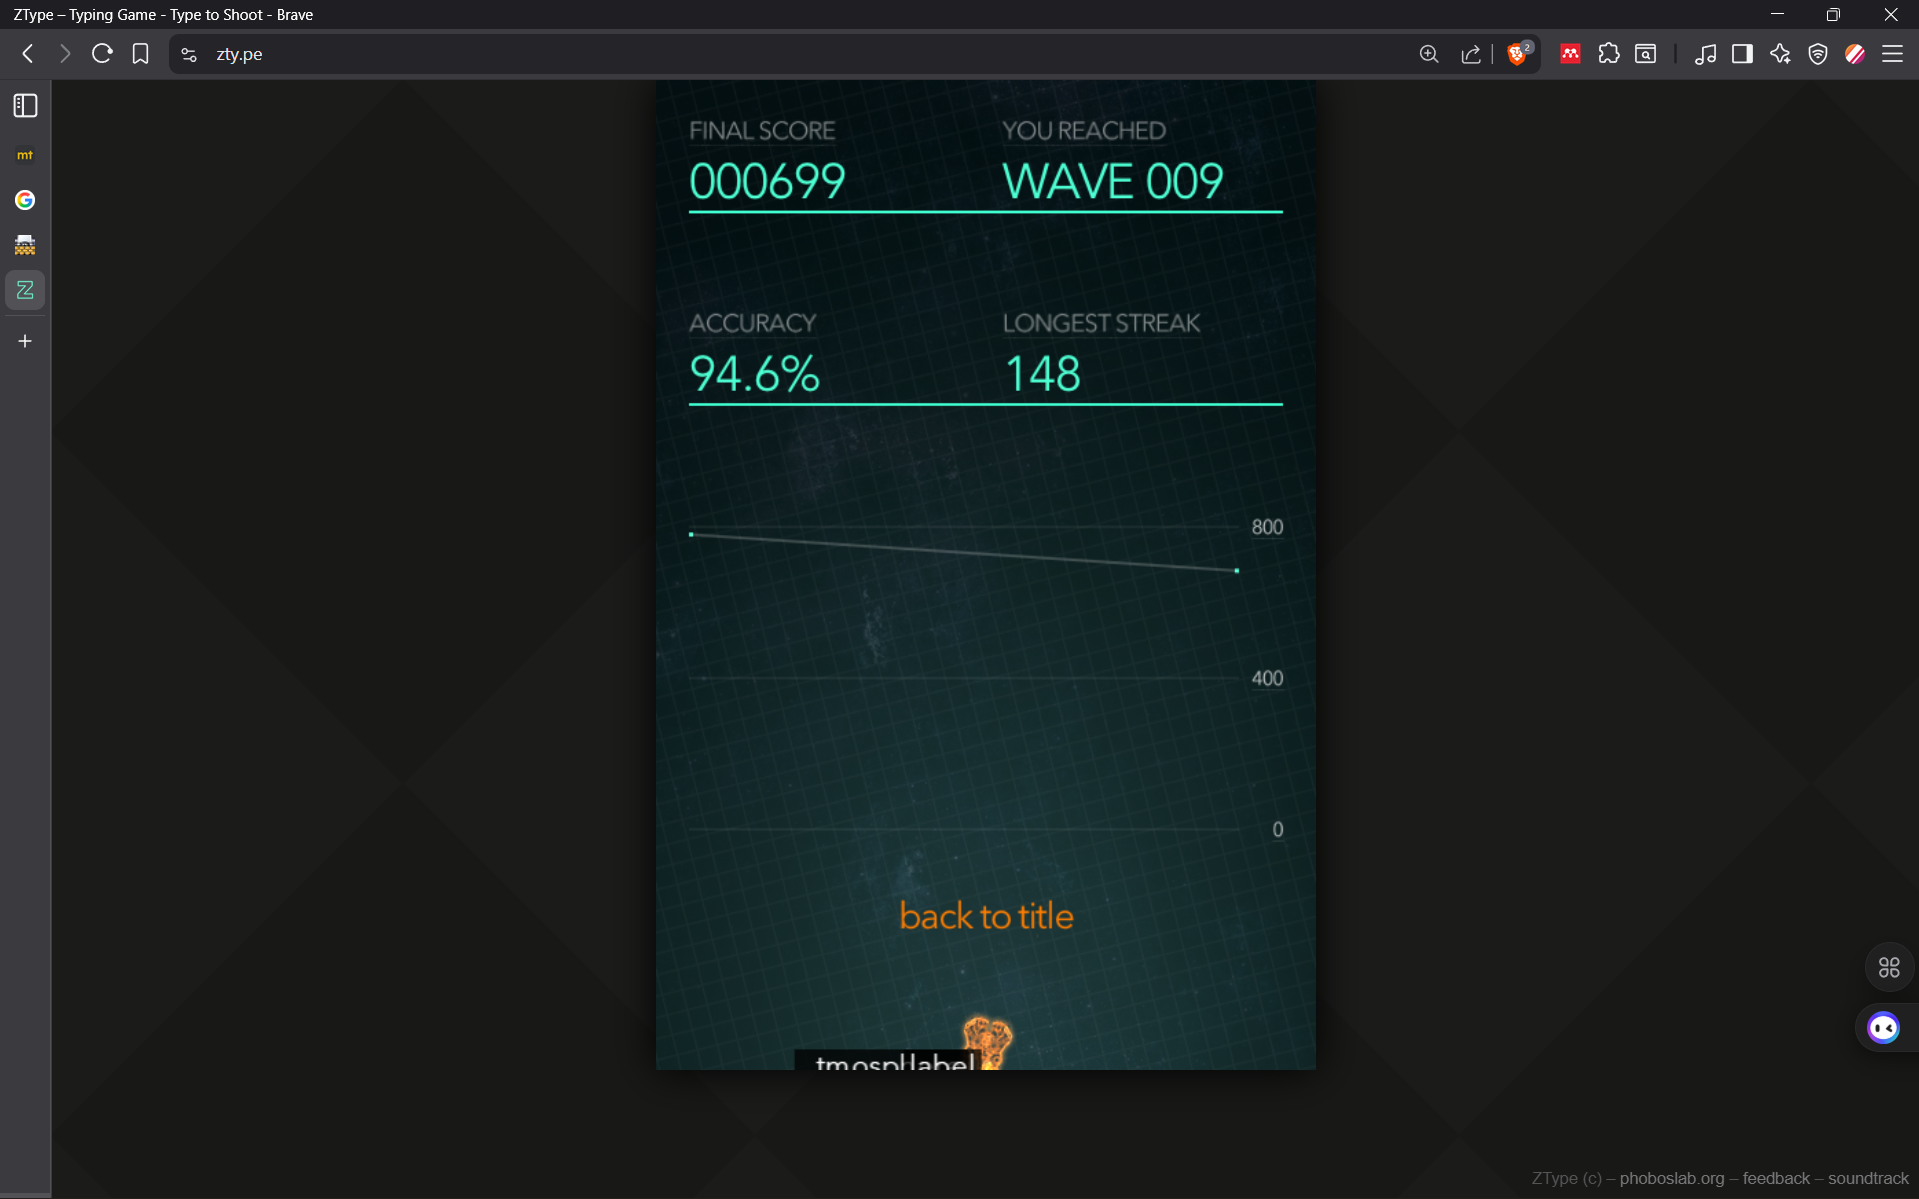 ZType – Typing Game - Type to Shoot - Brave
zty.pe
2
mt
FINAL SCORE
YOU REACHED
000699
WAVE 009
ACCURACY
LONGEST STREAK
94.6%
148
800
400
0
back to title
ZType (c) – phoboslab.org – feedback – soundtrack